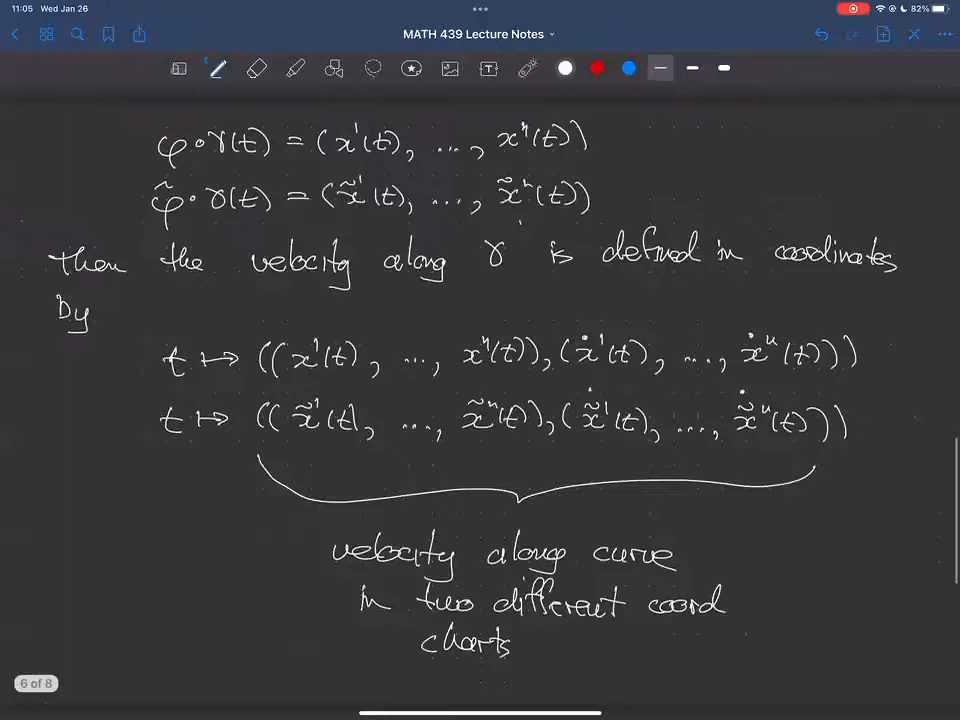 11:05 Wed Jan 26
82%
MATH 439 Lecture Notes
φ∘γ(t) = (x¹(t), ..., xⁿ(t))
φ̃∘γ(t) = (x̃¹(t), ..., x̃ⁿ(t))
Then the velocity along γ is defined in coordinates
by
t ↦ ((x¹(t), ..., xⁿ(t)), (ẋ¹(t), ..., ẋⁿ(t)))
t ↦ ((x̃¹(t), ..., x̃ⁿ(t)), (x̃̇¹(t), ..., x̃̇ⁿ(t)))
velocity along curve
in two different coord
charts
6 of 8